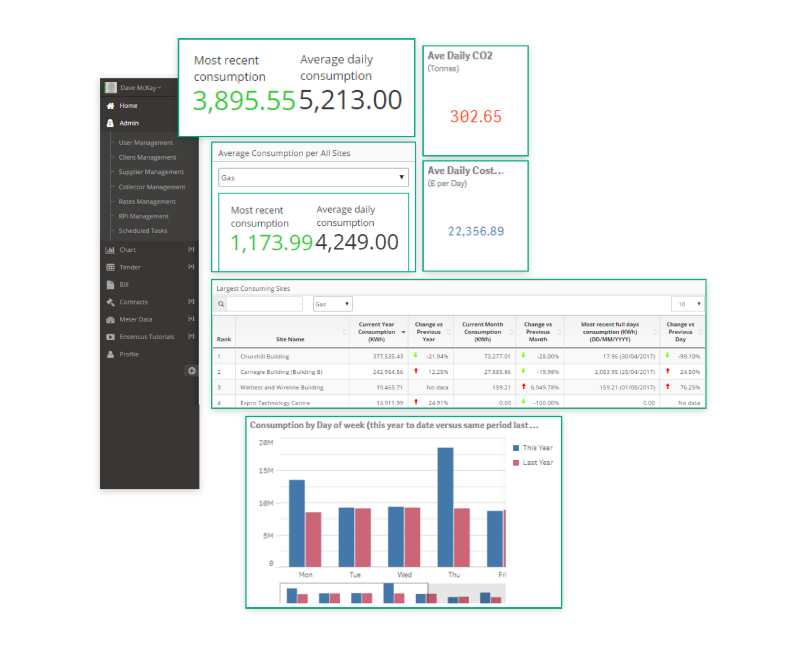 Dave McKay
Home
Admin
User Management
Client Management
Supplier Management
Collector Management
Rates Management
RPI Management
Scheduled Tasks
Chart [+]
Tender [+]
Bill
Contracts [+]
Meter Data [+]
Ensentius Tutorials [+]
Profile
Most recent consumption
3,895.55
Average daily consumption
5,213.00
Ave Daily CO2
(Tonnes)
302.65
Average Consumption per All Sites
Gas
Most recent consumption
1,173.99
Average daily consumption
4,249.00
Ave Daily Cost...
(£ per Day)
22,356.89
Largest Consuming Sites
Gas 10
Rank Site Name Current Year Consumption (KWh) Change vs Previous Year Current Month Consumption (KWh) Change vs Previous Month Most recent full days consumption (KWh) (DD/MM/YYYY) Change vs Previous Day
1 Churchill Building 377,535.43 -21.94% 73,277.01 -28.00% 17.96 (30/04/2017) -99.10%
2 Carnegie Building (Building B) 242,954.56 12.25% 27,885.86 -19.98% 2,053.95 (25/04/2017) 24.50%
3 Welltest and Wireline Building 19,465.71 No data 159.21 6,949.78% 159.21 (01/05/2017) 76.25%
4 Expro Technology Centre 13,911.99 24.91% 0.00 -100.00% 0.00 No data
Consumption by Day of week (this year to date versus same period last ...
20M
15M
10M
5M
0
Mon Tue Wed Thu Fri
This Year
Last Year